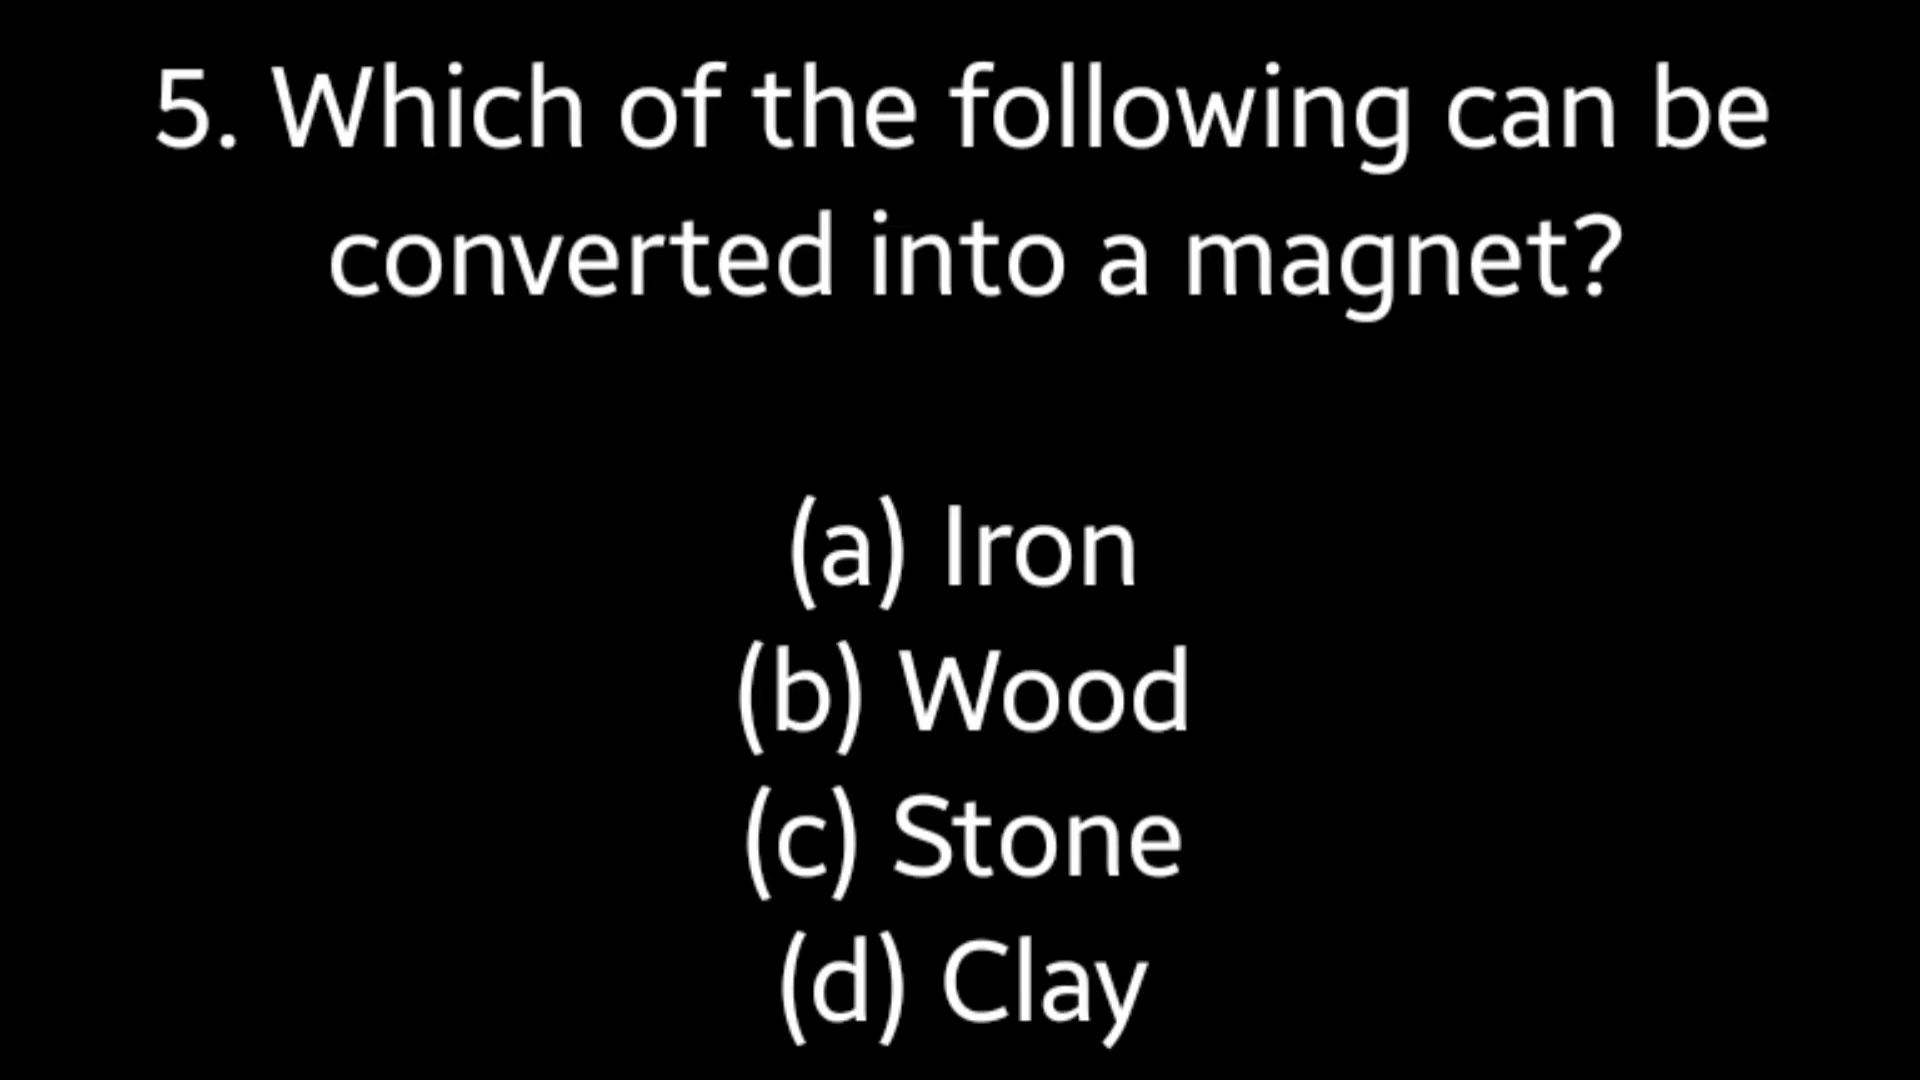 5. Which of the following can be
converted into a magnet?
(a) Iron
(b) Wood
(c) Stone
(d) Clay